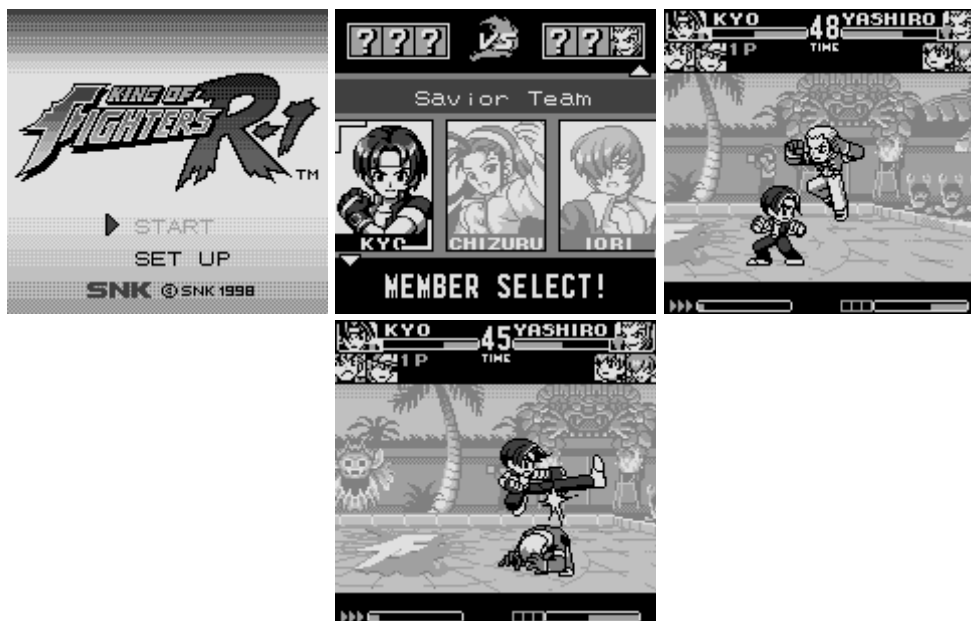 KING OF
FIGHTERS R-1
TM
START
SET UP
SNK © SNK 1998
? ? ? VS ? ?
Savior Team
KYO CHIZURU IORI
MEMBER SELECT!
KYO 48 YASHIRO
1P TIME
KYO 45 YASHIRO
1P TIME